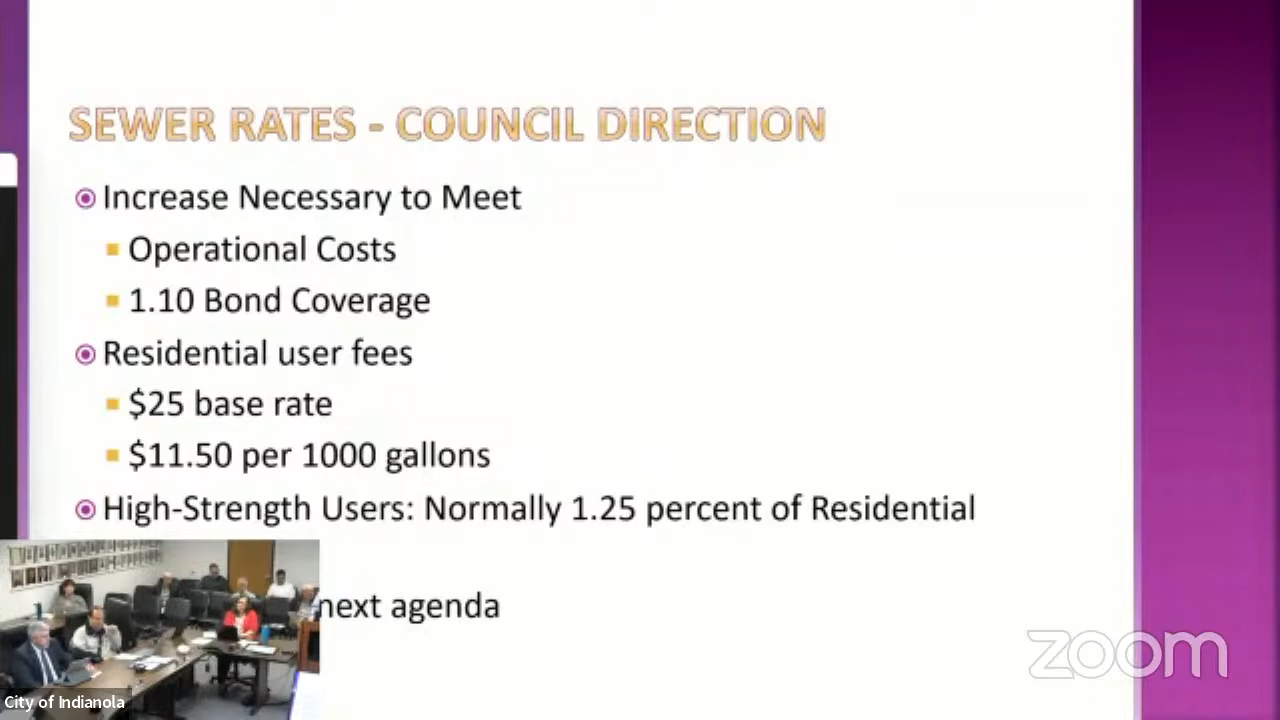 SEWER RATES - COUNCIL DIRECTION
Increase Necessary to Meet
Operational Costs
1.10 Bond Coverage
Residential user fees
$25 base rate
$11.50 per 1000 gallons
High-Strength Users: Normally 1.25 percent of Residential
next agenda
City of Indianola
zoom